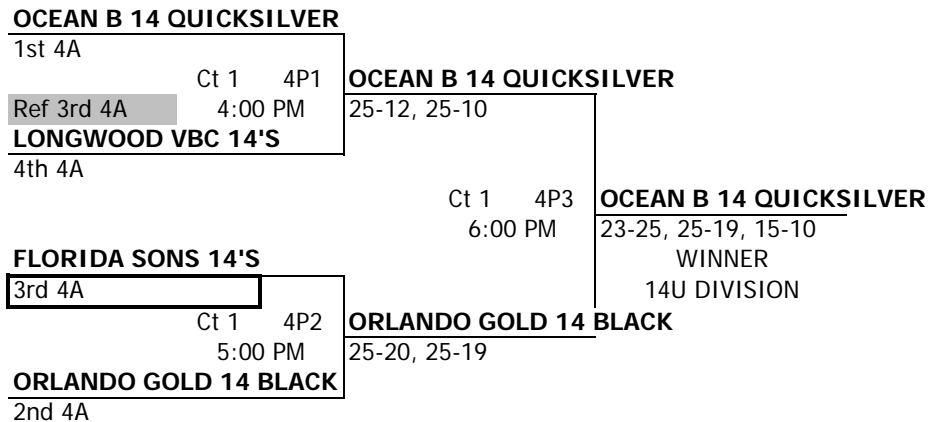 OCEAN B 14 QUICKSILVER
1st 4A
Ct 1 4P1 OCEAN B 14 QUICKSILVER
Ref 3rd 4A 4:00 PM 25-12, 25-10
LONGWOOD VBC 14'S
4th 4A
Ct 1 4P3 OCEAN B 14 QUICKSILVER
6:00 PM 23-25, 25-19, 15-10
FLORIDA SONS 14'S WINNER
3rd 4A 14U DIVISION
Ct 1 4P2 ORLANDO GOLD 14 BLACK
5:00 PM 25-20, 25-19
ORLANDO GOLD 14 BLACK
2nd 4A